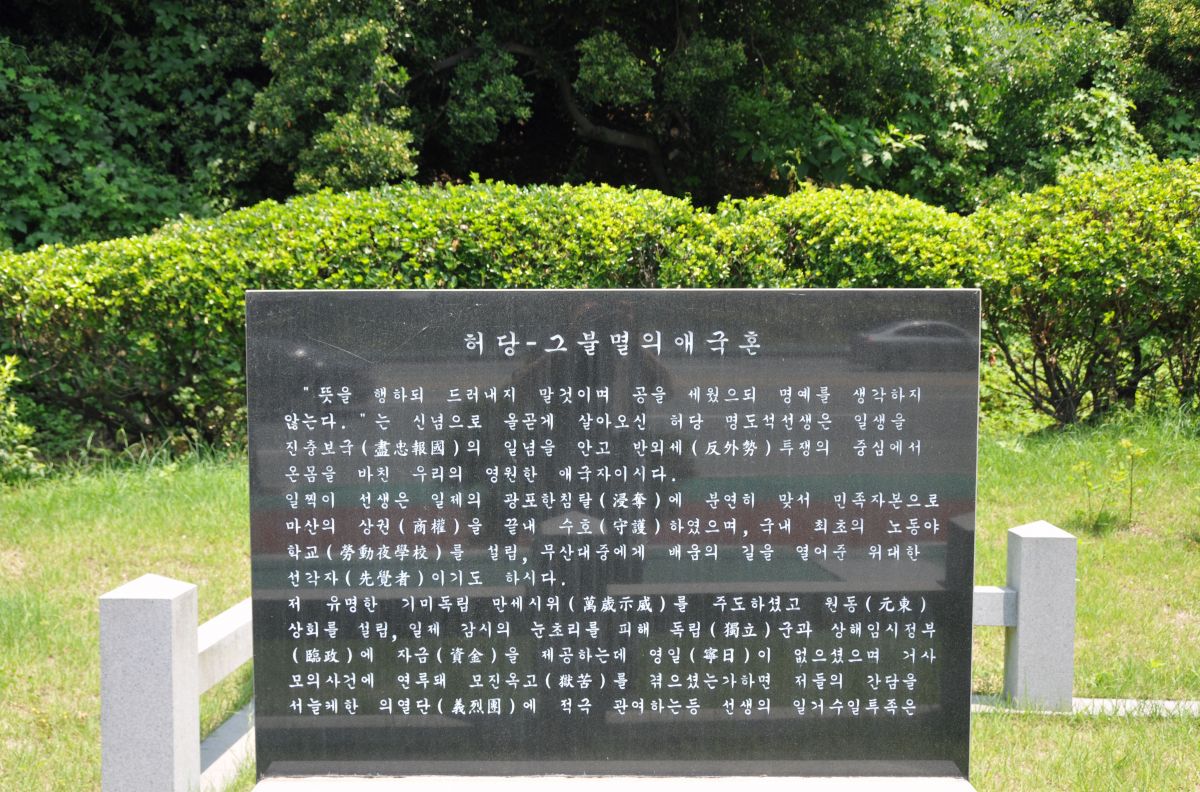 허당-그불멸의애국혼
"뜻을 행하되 드러내지 말것이며 공을 세웠으되 명예를 생각하지
않는다. "는 신념으로 올곧게 살아오신 허당 명도석선생은 일생을
진충보국(盡忠報國)의 일념을 안고 반외세(反外勢)투쟁의 중심에서
온몸을 바친 우리의 영원한 애국자이시다.
일찍이 선생은 일제의 광포한침탈(浸奪)에 분연히 맞서 민족자본으로
마산의 상권(商權)을 끝내 수호(守護)하였으며,국내 최초의 노동야
학교(勞動夜學校)를 설립, 무산대중에게 배움의 길을 열어준 위대한
선각자(先覺者)이기도 하시다.
저 유명한 기미독립 만세시위(萬歲示威)를 주도하셨고 원동(元東)
상회를 설립,일제 감시의 눈초리를 피해 독립(獨立)군과 상해임시정부
(臨政)에 자금(資金)을 제공하는데 영일(寧日)이 없으셨으며 거사
모의사건에 연루돼 모진옥고(獄苦)를 겪으셨는가하면 저들의 간담을
서늘케한 의열단(義烈團)에 적극 관여하는등 선생의 일거수일투족은